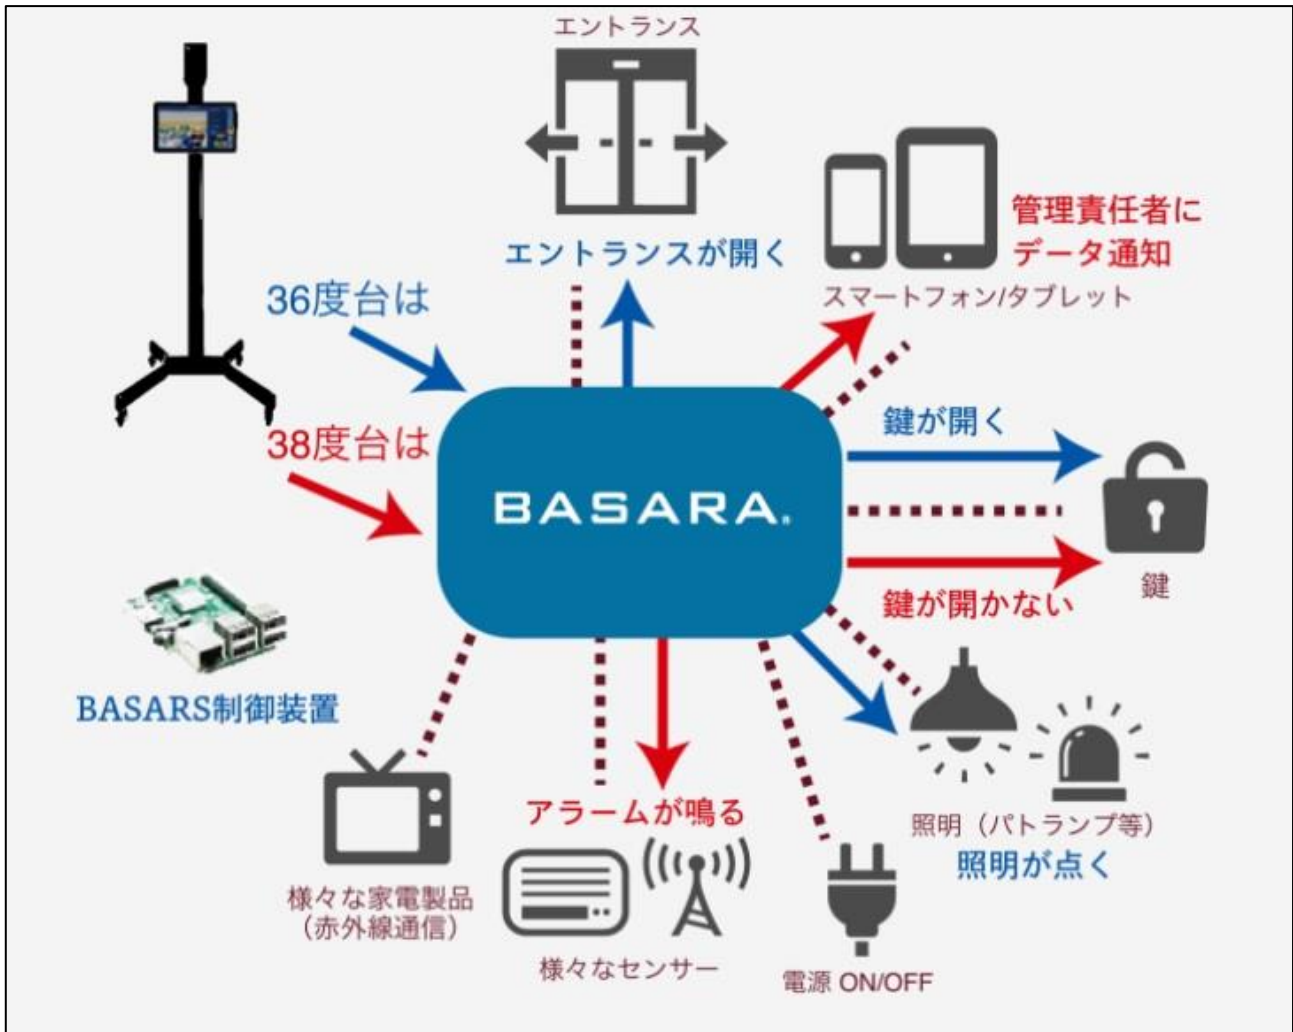 エントランス
エントランスが開く
管理責任者に
データ通知
スマートフォン/タブレット
36度台は
38度台は
鍵が開く
BASARA®
鍵が開かない
鍵
BASARS制御装置
アラームが鳴る
照明（パトランプ等）
照明が点く
様々な家電製品
（赤外線通信）
様々なセンサー
電源 ON/OFF